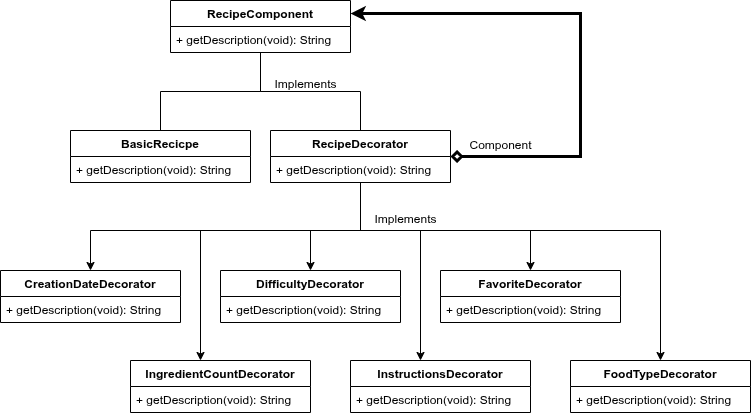 RecipeComponent
+ getDescription(void): String
Implements
BasicRecicpe
+ getDescription(void): String
RecipeDecorator
+ getDescription(void): String
Component
Implements
CreationDateDecorator
+ getDescription(void): String
DifficultyDecorator
+ getDescription(void): String
FavoriteDecorator
+ getDescription(void): String
IngredientCountDecorator
+ getDescription(void): String
InstructionsDecorator
+ getDescription(void): String
FoodTypeDecorator
+ getDescription(void): String